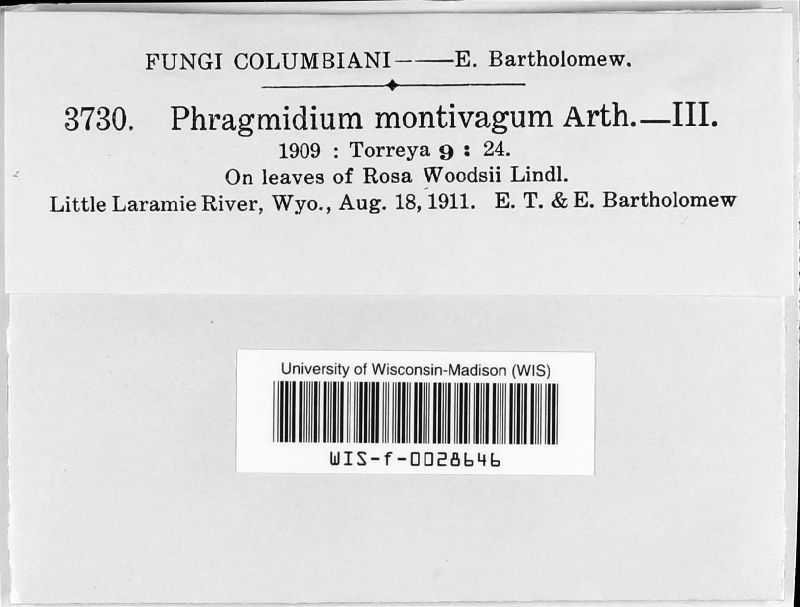 FUNGI COLUMBIANI——E. Bartholomew.
3730. Phragmidium montivagum Arth.—III.
1909 : Torreya 9 : 24.
On leaves of Rosa Woodsii Lindl.
Little Laramie River, Wyo., Aug. 18, 1911. E. T. & E. Bartholomew
University of Wisconsin-Madison (WIS)
WIS-f-0028646